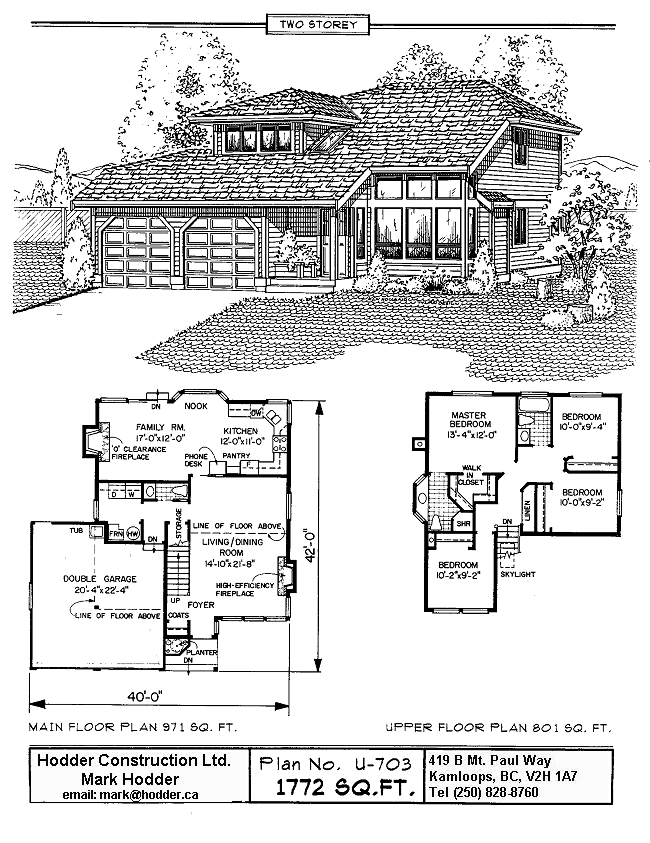 TWO STOREY
DN
NOOK
DW
FAMILY RM.
17'-0"x12'-0"
KITCHEN
12'-0"x11'-0"
'0' CLEARANCE
FIREPLACE
PHONE
DESK
PANTRY
F
D W
STORAGE
LINE OF FLOOR ABOVE
TUB
FRN
HW
DN
LIVING/DINING
ROOM
14'-10"x21'-8"
DOUBLE GARAGE
20'-4"x22'-4"
HIGH-EFFICIENCY
FIREPLACE
LINE OF FLOOR ABOVE
UP
FOYER
COATS
PLANTER
DN
42'-0"
40'-0"
MASTER
BEDROOM
13'-4"x12'-0"
BEDROOM
10'-0"x9'-4"
WALK
IN
CLOSET
BEDROOM
10'-0"x9'-2"
LINEN
SHR
DN
BEDROOM
10'-2"x9'-2"
SKYLIGHT
MAIN FLOOR PLAN 971 SQ. FT.
UPPER FLOOR PLAN 801 SQ. FT.
Hodder Construction Ltd.
Mark Hodder
email: mark@hodder.ca
Plan No. U-703
1772 SQ.FT.
419 B Mt. Paul Way
Kamloops, BC, V2H 1A7
Tel (250) 828-8760